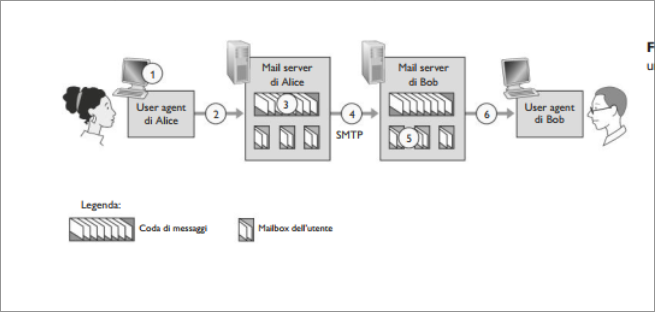 F
1
Mail server
di Alice
Mail server
di Bob
User agent
di Alice
2
3
4
SMTP
5
6
User agent
di Bob
Legenda:
Coda di messaggi
Mailbox dell'utente